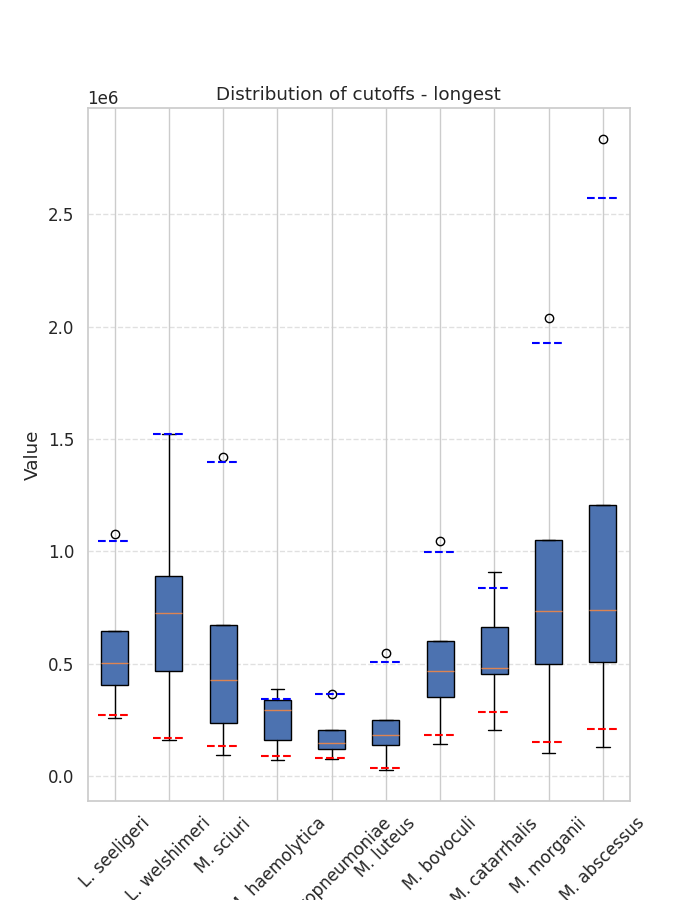 Distribution of cutoffs - longest
1e6
2.5
2.0
1.5
1.0
0.5
0.0
Value
L. seeligeri
L. welshimeri
M. sciuri
M. haemolytica
ropneumoniae
M. luteus
M. bovoculi
M. catarrhalis
M. morganii
M. abscessus